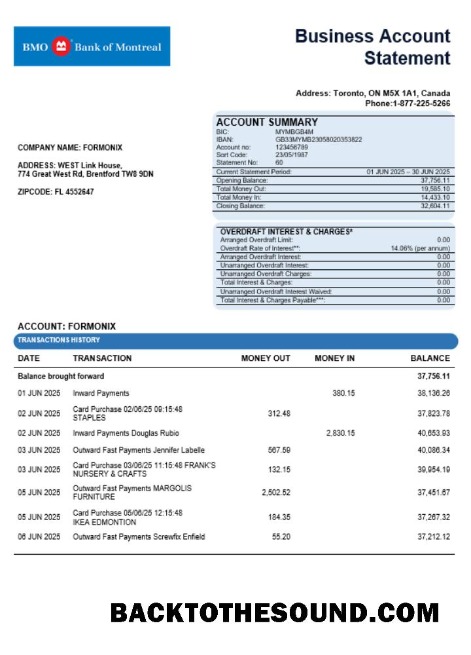 BMO Bank of Montreal
Business Account
Statement
Address: Toronto, ON M5X 1A1, Canada
Phone:1-877-225-5266
ACCOUNT SUMMARY
BIC: MYMBGB4M
IBAN: GB33MYMB23058020353822
Account no: 123456789
Sort Code: 23/05/1987
Statement No: 60
Current Statement Period: 01 JUN 2025 – 30 JUN 2025
Opening Balance: 37,756.11
Total Money Out: 19,585.10
Total Money In: 14,433.10
Closing Balance: 32,604.11
COMPANY NAME: FORMONIX
ADDRESS: WEST Link House,
774 Great West Rd, Brentford TW8 9DN
ZIPCODE: FL 4552647
OVERDRAFT INTEREST & CHARGES*
Arranged Overdraft Limit: 0.00
Overdraft Rate of Interest**: 14.06% (per annum)
Arranged Overdraft Interest: 0.00
Unarranged Overdraft Interest: 0.00
Unarranged Overdraft Charges: 0.00
Total Interest & Charges: 0.00
Unarranged Overdraft Interest Waived: 0.00
Total Interest & Charges Payable***: 0.00
ACCOUNT: FORMONIX
TRANSACTIONS HISTORY
DATE TRANSACTION MONEY OUT MONEY IN BALANCE
Balance brought forward 37,756.11
01 JUN 2025 Inward Payments 380.15 38,136.26
02 JUN 2025 Card Purchase 02/06/25 09:15:48 312.48 37,823.78
STAPLES
02 JUN 2025 Inward Payments Douglas Rubio 2,830.15 40,653.93
03 JUN 2025 Outward Fast Payments Jennifer Labelle 567.59 40,086.34
03 JUN 2025 Card Purchase 03/06/25 11:15:48 FRANK'S 132.15 39,954.19
NURSERY & CRAFTS
05 JUN 2025 Outward Fast Payments MARGOLIS 2,502.52 37,451.67
FURNITURE
05 JUN 2025 Card Purchase 05/06/25 12:15:48 184.35 37,267.32
IKEA EDMONTION
06 JUN 2025 Outward Fast Payments Screwfix Enfield 55.20 37,212.12
BACKTOTHESOUND.COM